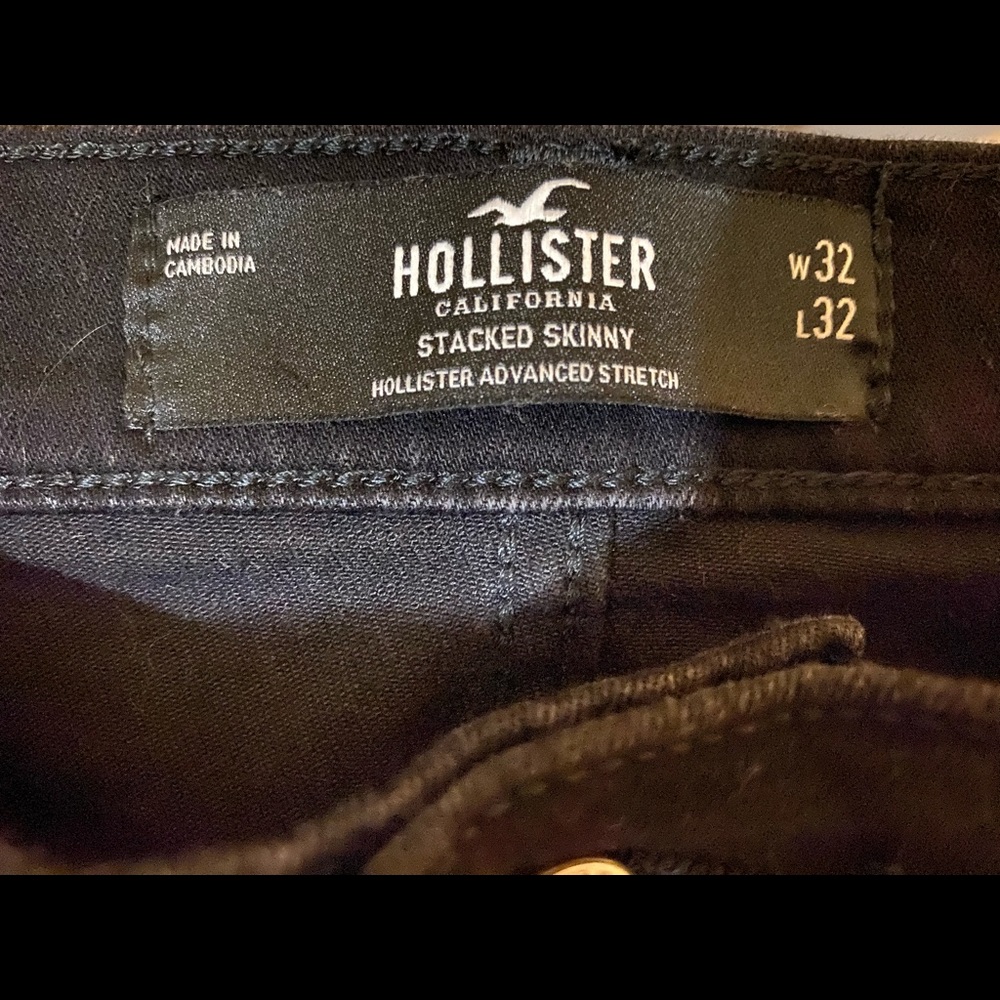 MADE IN
CAMBODIA
HOLLISTER
CALIFORNIA
STACKED SKINNY
HOLLISTER ADVANCED STRETCH
W32
L32